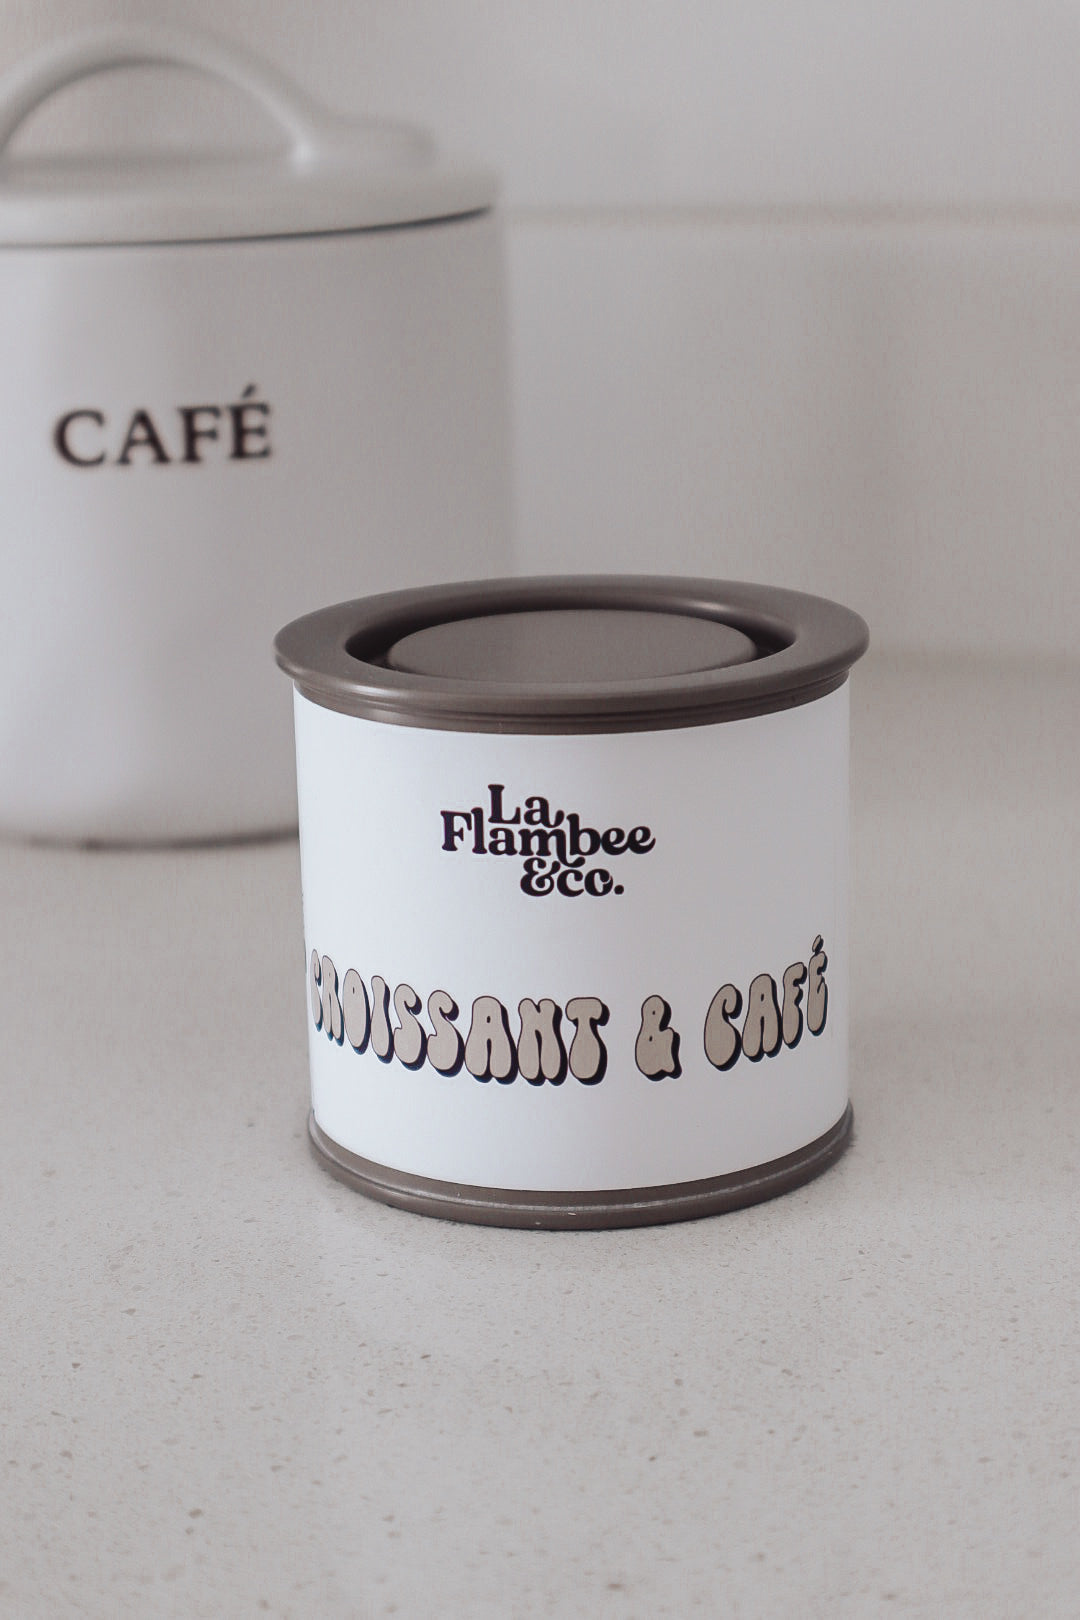 CAFÉ
La
Flambee
&co.
CROISSANT & CAFÉ